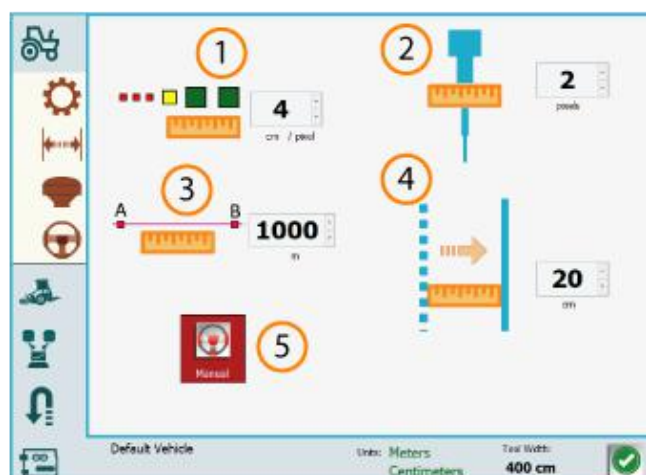 1
2
4
cm / pixel
2
pixels
3
4
A
B
1000
m
20
cm
5
Manual
Default Vehicle
Units: Meters
Centimeters
Tool Width:
400 cm